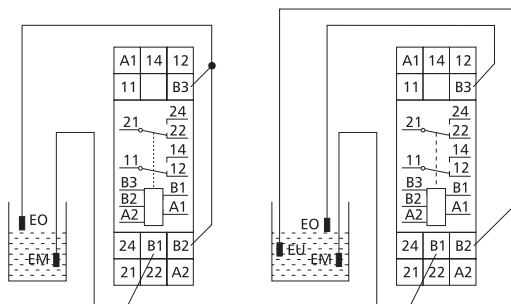 A1 14 12
11 B3
24
21 22
14
11 12
B3 B1
B2
A2 A1
EO
EM
24 B1 B2
21 22 A2
A1 14 12
11 B3
24
21 22
14
11 12
B3 B1
B2
A2 A1
EO
EU EM
24 B1 B2
21 22 A2